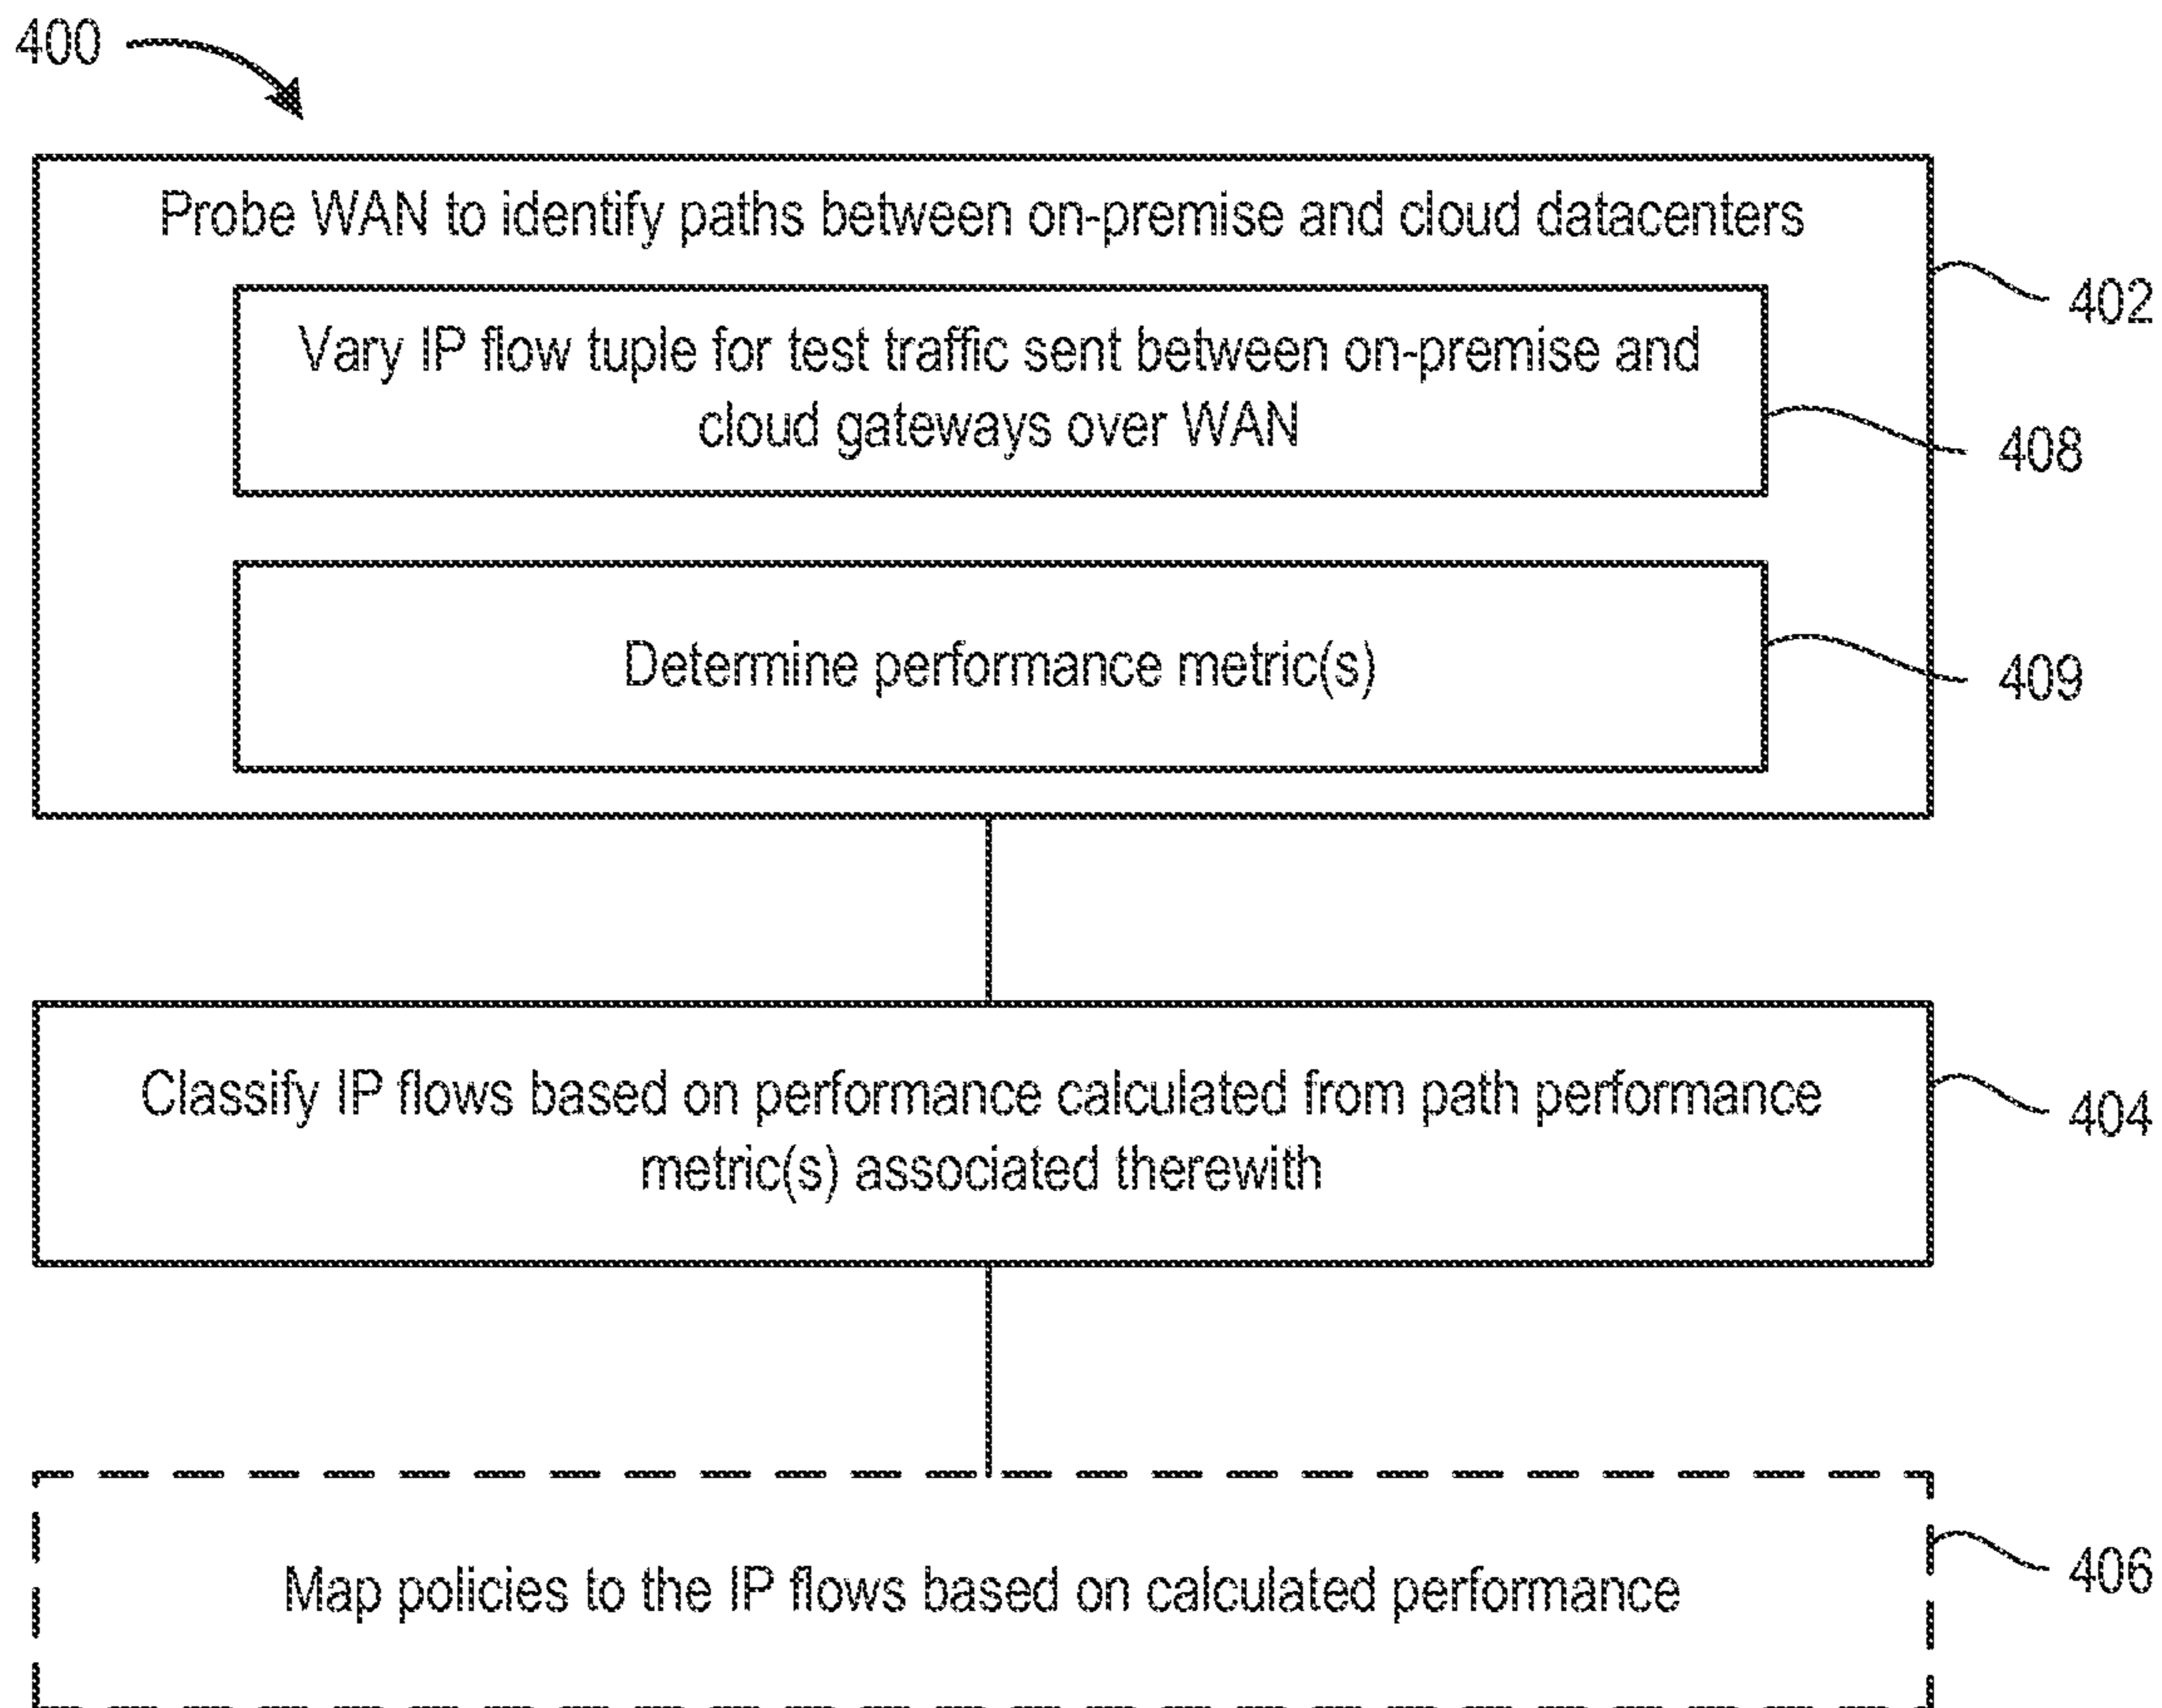 400
Probe WAN to identify paths between on-premise and cloud datacenters
402
Vary IP flow tuple for test traffic sent between on-premise and
cloud gateways over WAN
408
Determine performance metric(s)
409
Classify IP flows based on performance calculated from path performance
metric(s) associated therewith
404
Map policies to the IP flows based on calculated performance
406